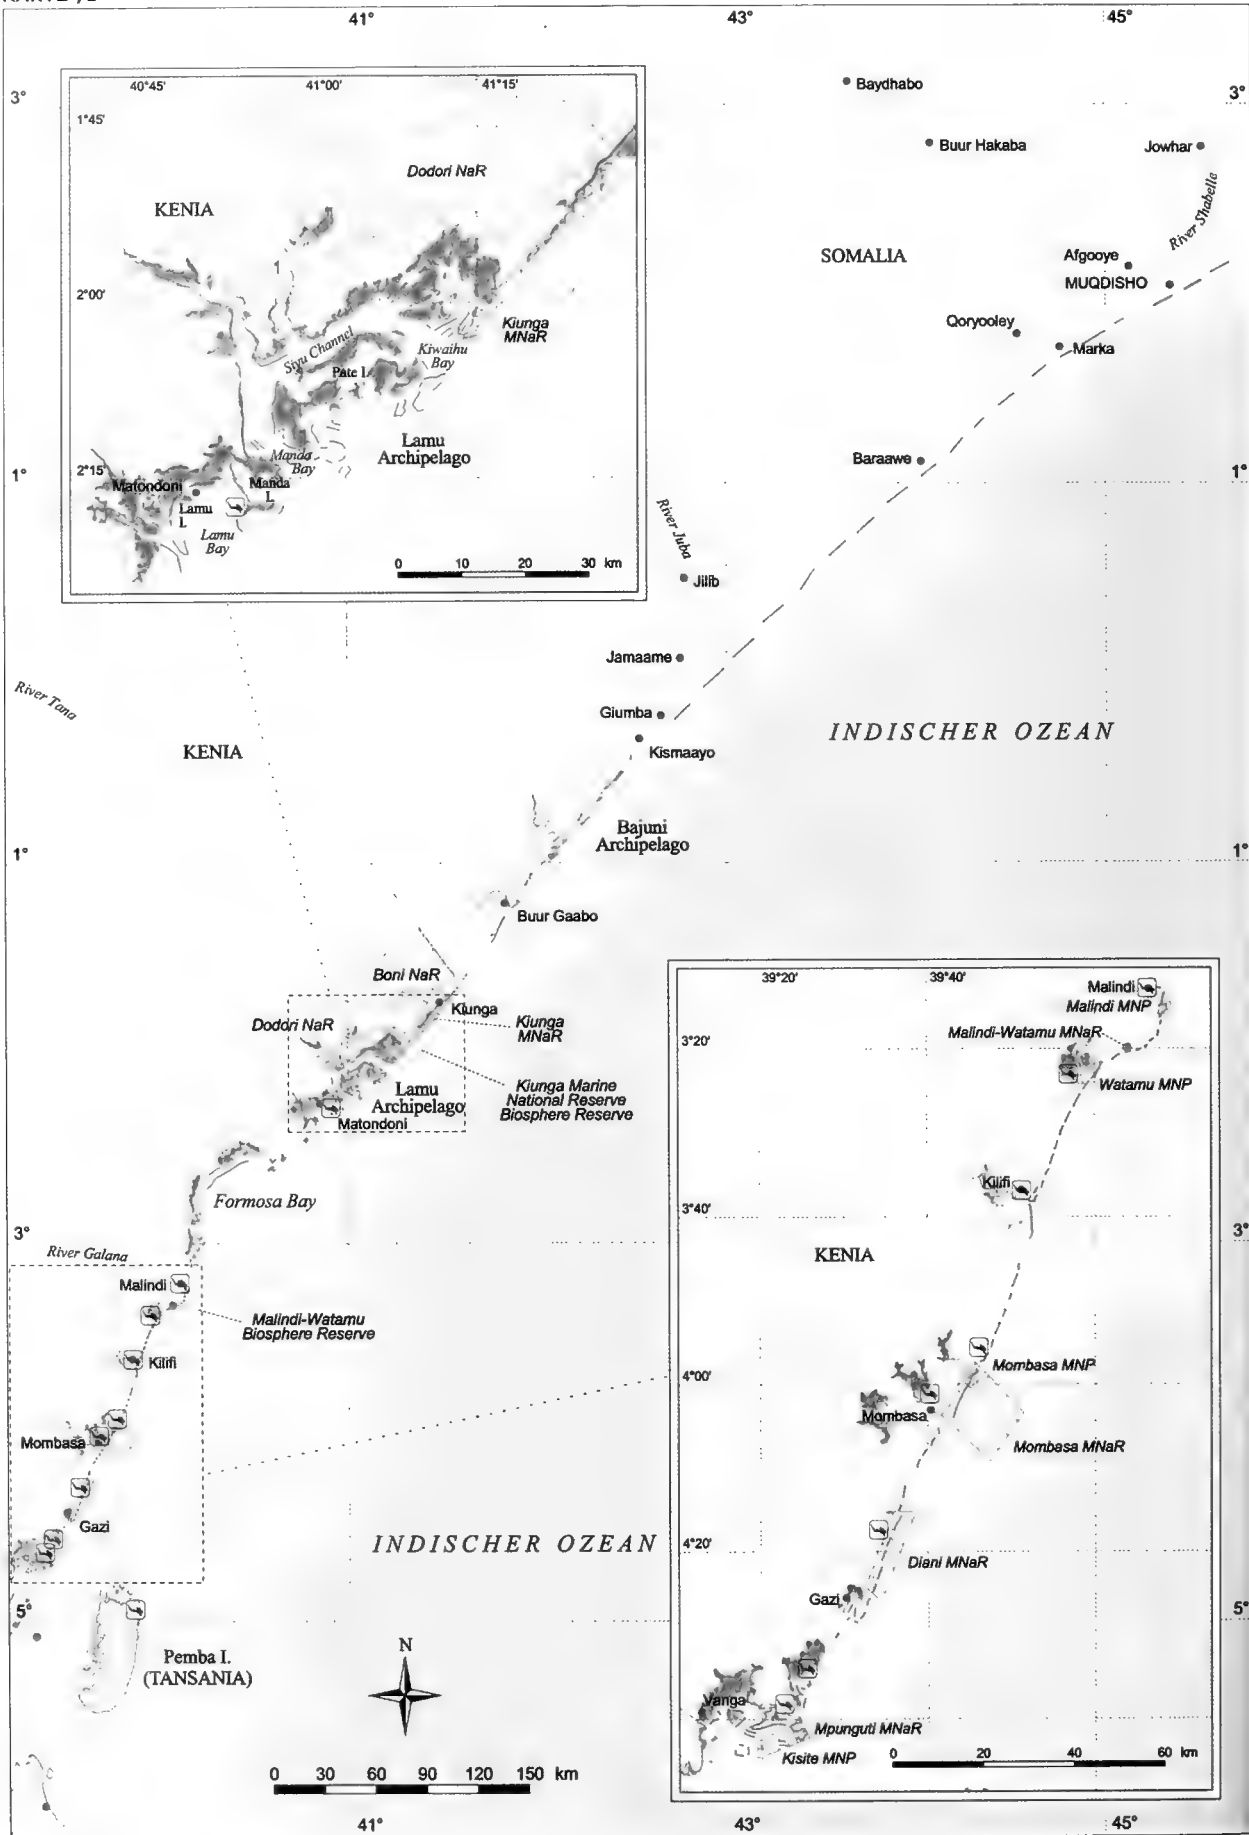 41°
43°
45°
3°
3°
40°45'
41°00'
41°15'
1°45'
Dodori NaR
KENIA
2°00'
Kiunga
MNaR
Siyu Channel
Kiwaihu
Bay
Pate I.
Lamu
Archipelago
Manda
Bay
2°15'
Matondoni
Manda
I.
Lamu
I.
Lamu
Bay
0 10 20 30 km
Baydhabo
Buur Hakaba
Jowhar
River Shabelle
SOMALIA
Afgooye
MUQDISHO
Qoryooley
Marka
1°
1°
Baraawe
River Juba
Jilib
Jamaame
River Tana
Giumba
KENIA
Kismaayo
INDISCHER OZEAN
Bajuni
Archipelago
1°
1°
Buur Gaabo
Boni NaR
Kiunga
Dodori NaR
Kiunga
MNaR
Kiunga Marine
National Reserve
Biosphere Reserve
Lamu
Archipelago
Matondoni
Formosa Bay
3°
3°
River Galana
Malindi
Malindi-Watamu
Biosphere Reserve
Kilifi
Mombasa
Gazi
INDISCHER OZEAN
5°
5°
Pemba I.
(TANSANIA)
N
0 30 60 90 120 150 km
39°20'
39°40'
Malindi
Malindi MNP
Malindi-Watamu MNaR
3°20'
Watamu MNP
Kilifi
3°40'
KENIA
Mombasa MNP
4°00'
Mombasa
Mombasa MNaR
4°20'
Diani MNaR
Gazi
Vanga
Mpunguti MNaR
Kisite MNP
0 20 40 60 km
41°
43°
45°